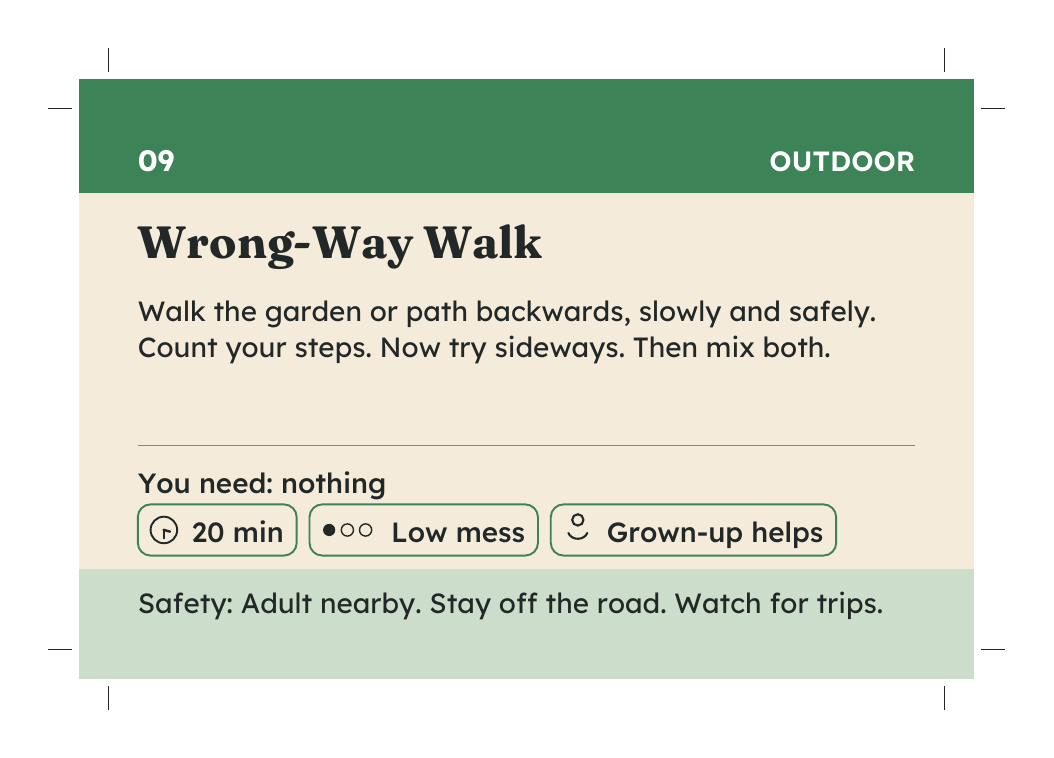 09
OUTDOOR
Wrong-Way Walk
Walk the garden or path backwards, slowly and safely.
Count your steps. Now try sideways. Then mix both.
You need: nothing
20 min
Low mess
Grown-up helps
Safety: Adult nearby. Stay off the road. Watch for trips.